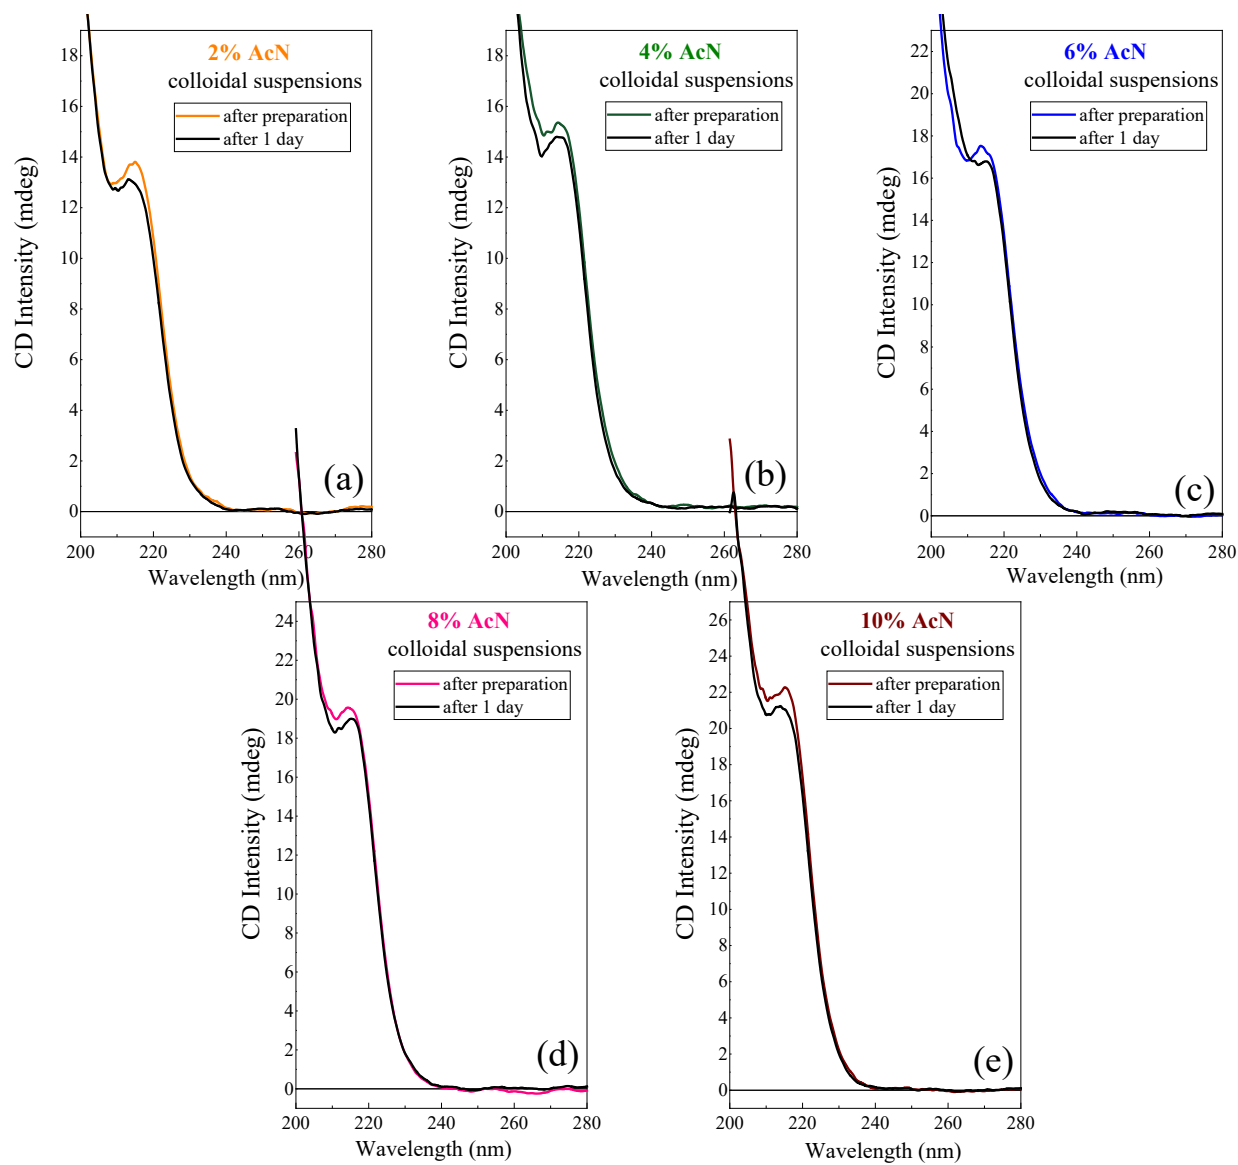 2% AcN
colloidal suspensions
after preparation
after 1 day
CD Intensity (mdeg)
18
16
14
12
10
8
6
4
2
0
200
220
240
260
280
Wavelength (nm)
(a)
4% AcN
colloidal suspensions
after preparation
after 1 day
CD Intensity (mdeg)
18
16
14
12
10
8
6
4
2
0
200
220
240
260
280
Wavelength (nm)
(b)
6% AcN
colloidal suspensions
after preparation
after 1 day
CD Intensity (mdeg)
22
20
18
16
14
12
10
8
6
4
2
0
200
220
240
260
280
Wavelength (nm)
(c)
8% AcN
colloidal suspensions
after preparation
after 1 day
CD Intensity (mdeg)
24
22
20
18
16
14
12
10
8
6
4
2
0
200
220
240
260
280
Wavelength (nm)
(d)
10% AcN
colloidal suspensions
after preparation
after 1 day
CD Intensity (mdeg)
26
24
22
20
18
16
14
12
10
8
6
4
2
0
200
220
240
260
280
Wavelength (nm)
(e)